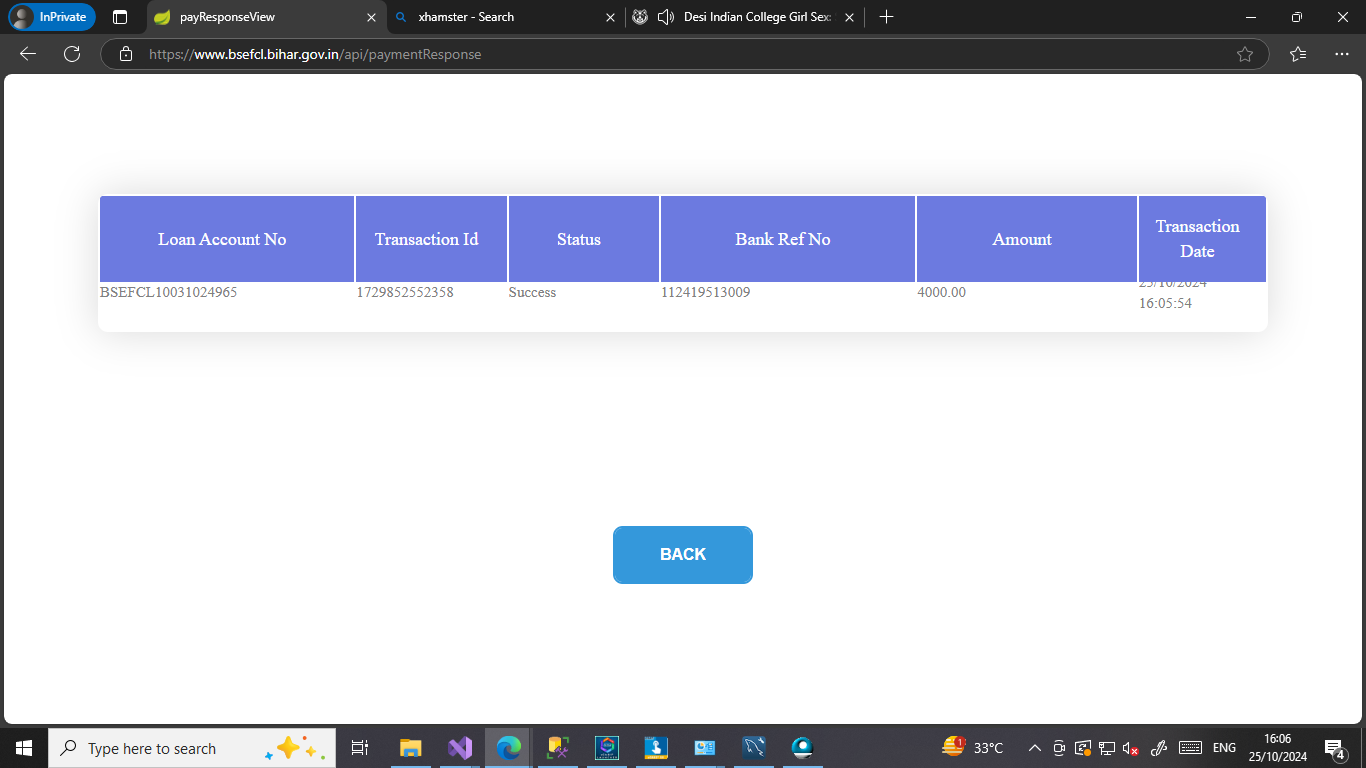 InPrivate
payResponseView
xhamster - Search
Desi Indian College Girl Sex
https://www.bsefcl.bihar.gov.in/api/paymentResponse
Loan Account No Transaction Id Status Bank Ref No Amount Transaction Date
BSEFCL10031024965 1729852552358 Success 112419513009 4000.00 25/10/2024
16:05:54
BACK
Type here to search
1
33°C
ENG
16:06
25/10/2024
4